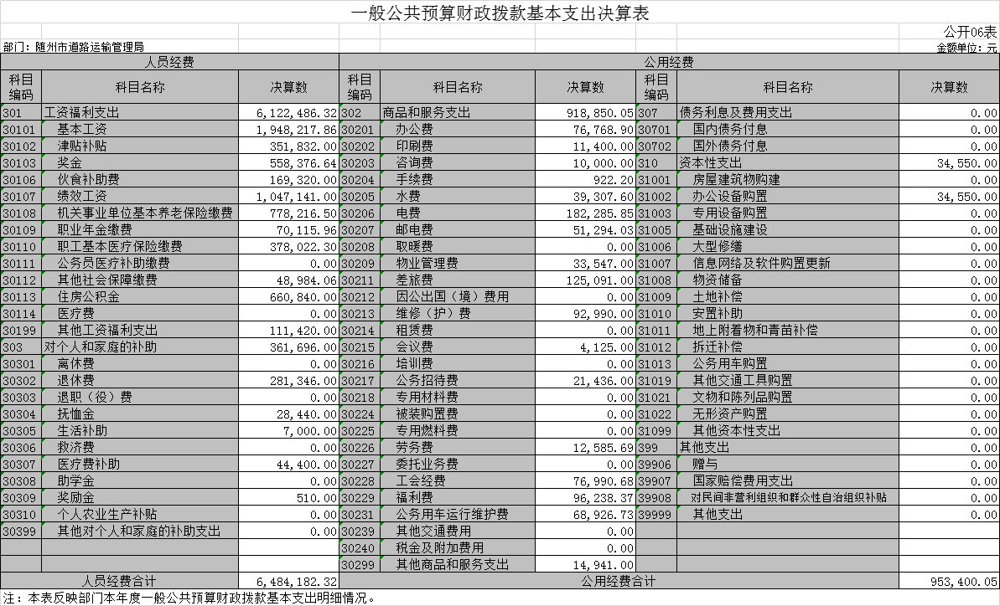 一般公共预算财政拨款基本支出决算表
公开06表
部门：随州市道路运输管理局 金额单位：元
人员经费 公用经费
科目编码 科目名称 决算数 科目编码 科目名称 决算数 科目编码 科目名称 决算数
301 工资福利支出 6,122,486.32 302 商品和服务支出 918,850.05 307 债务利息及费用支出 0.00
30101 基本工资 1,948,217.86 30201 办公费 76,768.90 30701 国内债务付息 0.00
30102 津贴补贴 351,832.00 30202 印刷费 11,400.00 30702 国外债务付息 0.00
30103 奖金 558,376.64 30203 咨询费 10,000.00 310 资本性支出 34,550.00
30106 伙食补助费 169,320.00 30204 手续费 922.20 31001 房屋建筑物购建 0.00
30107 绩效工资 1,047,141.00 30205 水费 39,307.60 31002 办公设备购置 34,550.00
30108 机关事业单位基本养老保险缴费 778,216.50 30206 电费 182,285.85 31003 专用设备购置 0.00
30109 职业年金缴费 70,115.96 30207 邮电费 51,294.03 31005 基础设施建设 0.00
30110 职工基本医疗保险缴费 378,022.30 30208 取暖费 0.00 31006 大型修缮 0.00
30111 公务员医疗补助缴费 0.00 30209 物业管理费 33,547.00 31007 信息网络及软件购置更新 0.00
30112 其他社会保障缴费 48,984.06 30211 差旅费 125,091.00 31008 物资储备 0.00
30113 住房公积金 660,840.00 30212 因公出国（境）费用 0.00 31009 土地补偿 0.00
30114 医疗费 0.00 30213 维修（护）费 92,990.00 31010 安置补助 0.00
30199 其他工资福利支出 111,420.00 30214 租赁费 0.00 31011 地上附着物和青苗补偿 0.00
303 对个人和家庭的补助 361,696.00 30215 会议费 4,125.00 31012 拆迁补偿 0.00
30301 离休费 0.00 30216 培训费 0.00 31013 公务用车购置 0.00
30302 退休费 281,346.00 30217 公务招待费 21,436.00 31019 其他交通工具购置 0.00
30303 退职（役）费 0.00 30218 专用材料费 0.00 31021 文物和陈列品购置 0.00
30304 抚恤金 28,440.00 30224 被装购置费 0.00 31022 无形资产购置 0.00
30305 生活补助 7,000.00 30225 专用燃料费 0.00 31099 其他资本性支出 0.00
30306 救济费 0.00 30226 劳务费 12,585.69 399 其他支出 0.00
30307 医疗费补助 44,400.00 30227 委托业务费 0.00 39906 赠与 0.00
30308 助学金 0.00 30228 工会经费 76,990.68 39907 国家赔偿费用支出 0.00
30309 奖励金 510.00 30229 福利费 96,238.37 39908 对民间非营利组织和群众性自治组织补贴 0.00
30310 个人农业生产补贴 0.00 30231 公务用车运行维护费 68,926.73 39999 其他支出 0.00
30399 其他对个人和家庭的补助支出 0.00 30239 其他交通费用 0.00
30240 税金及附加费用 0.00
30299 其他商品和服务支出 14,941.00
人员经费合计 6,484,182.32 公用经费合计 953,400.05
注：本表反映部门本年度一般公共预算财政拨款基本支出明细情况。